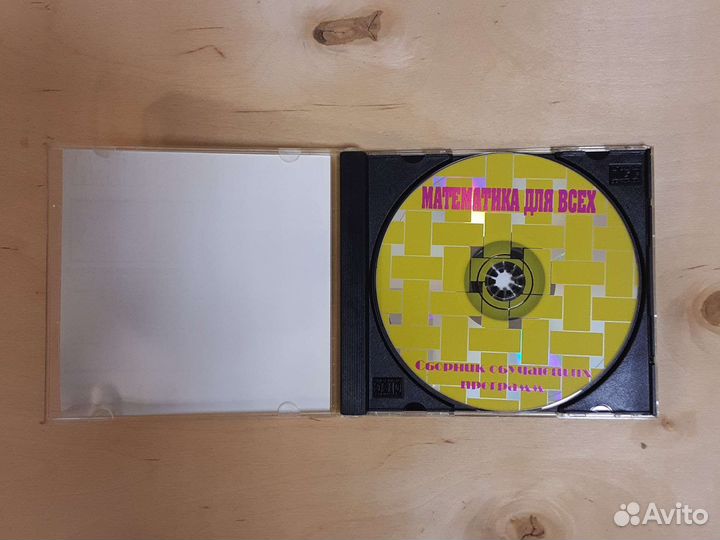 МАТЕМАТИКА ДЛЯ ВСЕХ
Сборник обучающих
программ
Avito